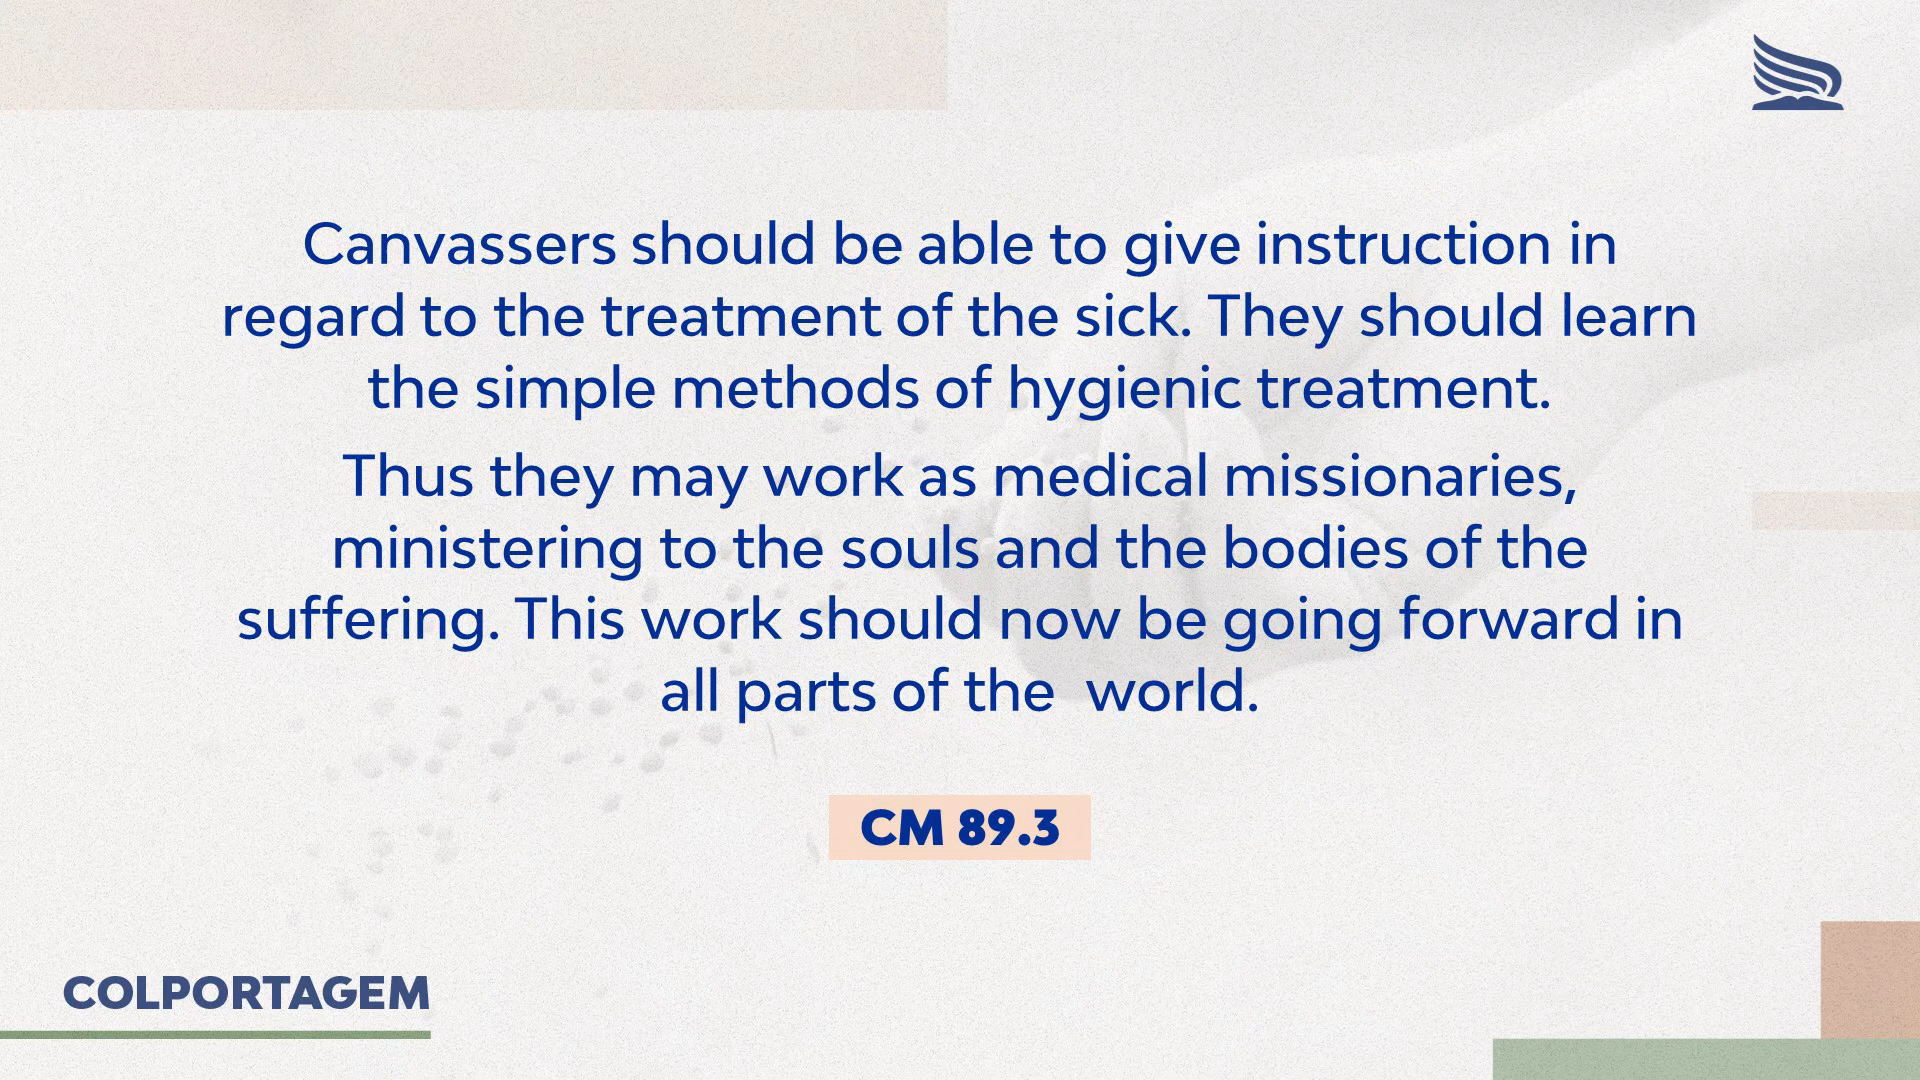 Canvassers should be able to give instruction in
regard to the treatment of the sick. They should learn
the simple methods of hygienic treatment.
Thus they may work as medical missionaries,
ministering to the souls and the bodies of the
suffering. This work should now be going forward in
all parts of the  world.
CM 89.3
COLPORTAGEM